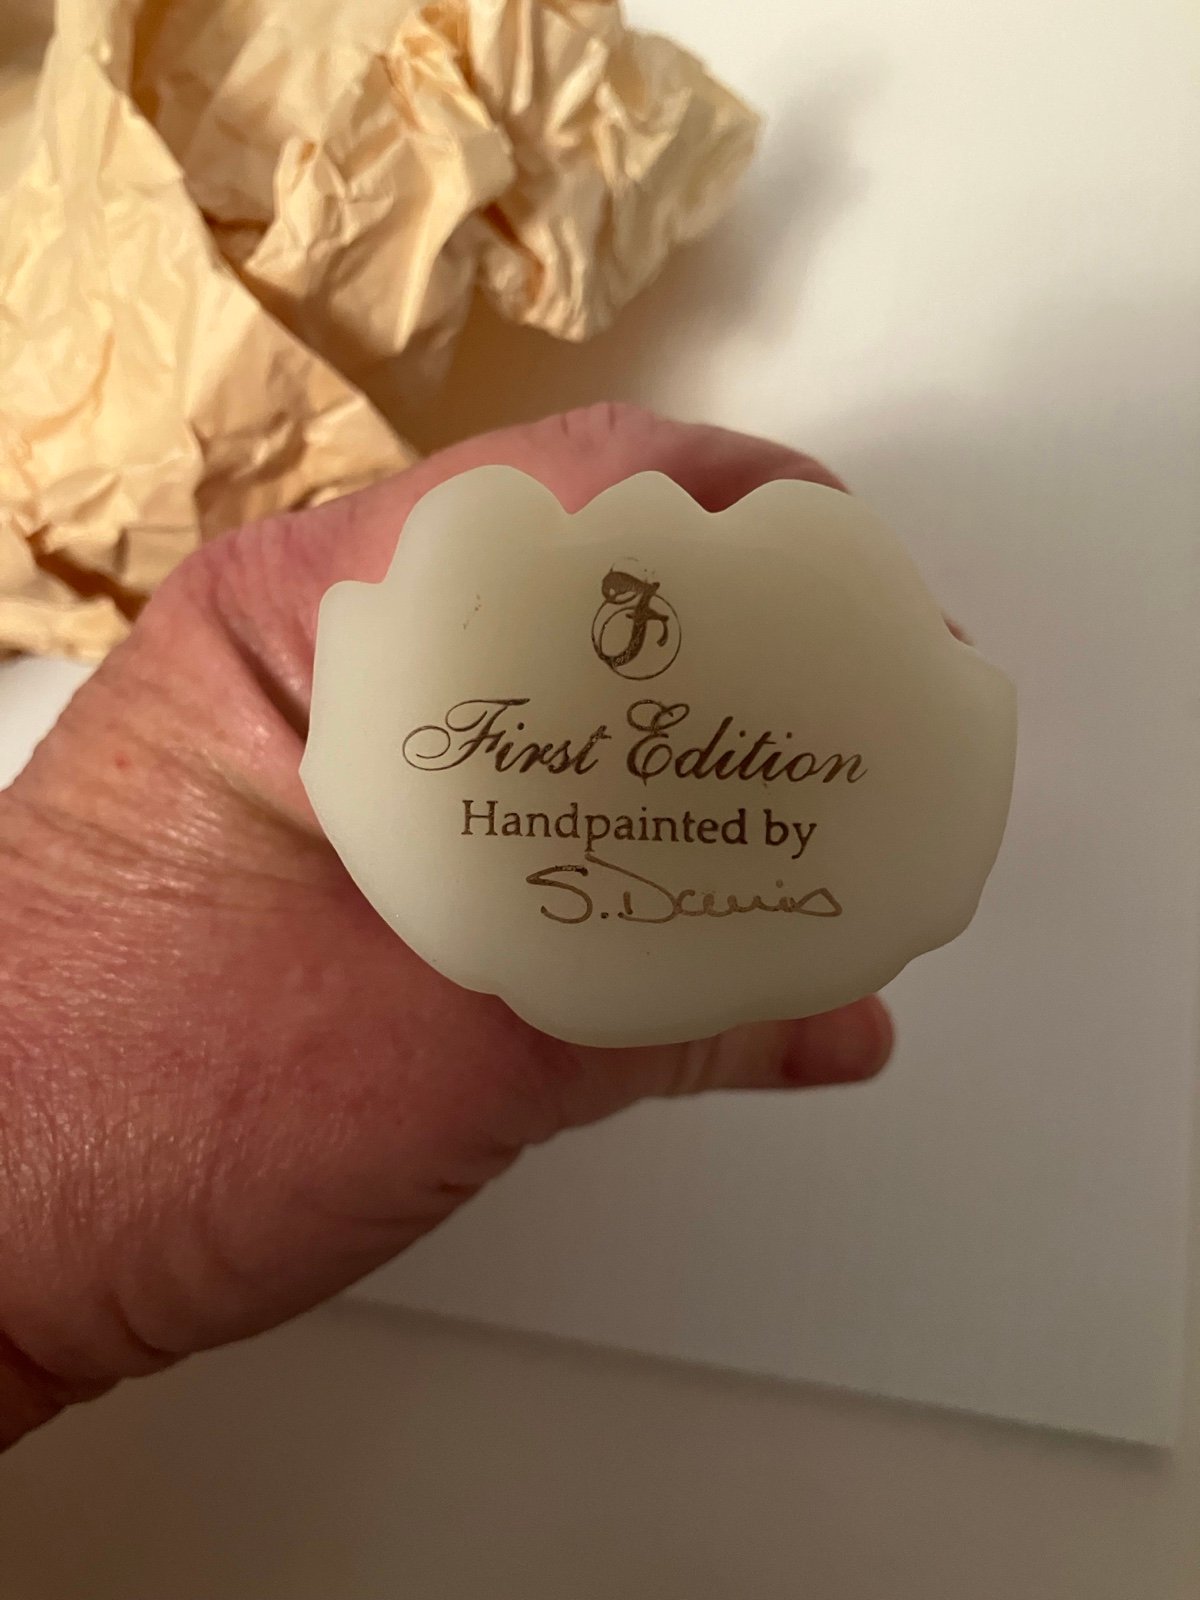 F
First Edition
Handpainted by
S. Davis